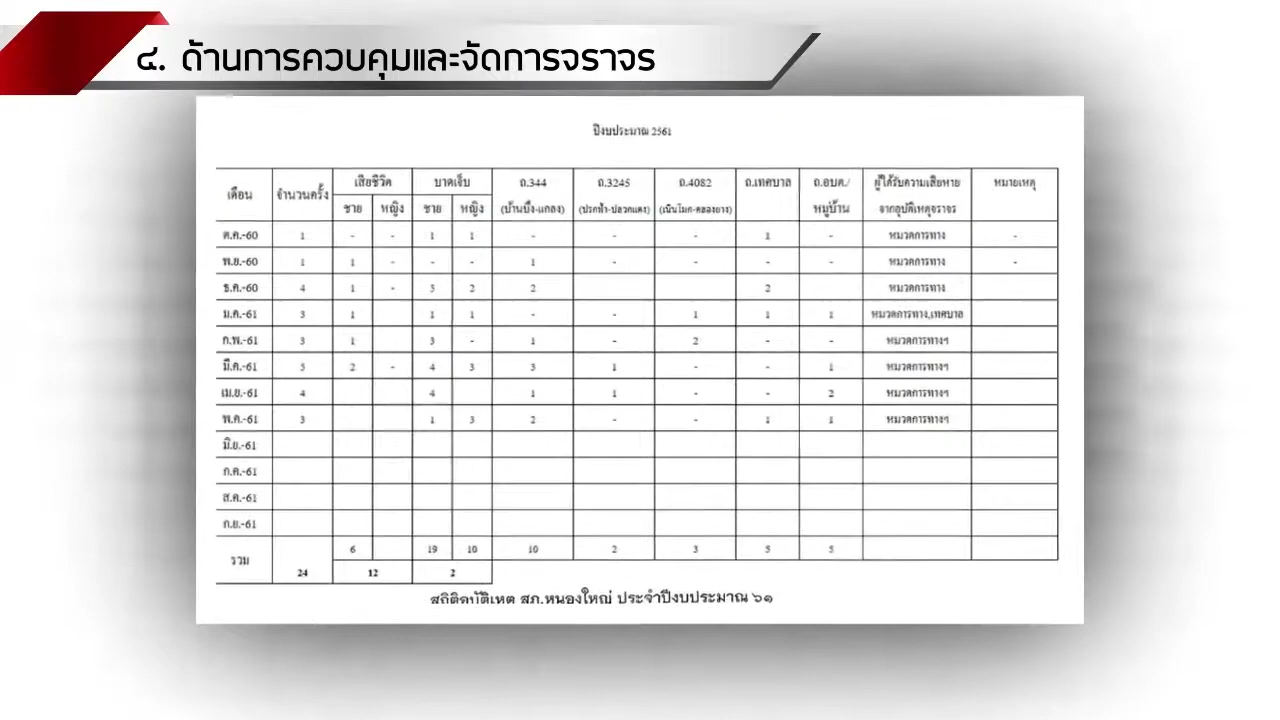 ๔. ด้านการควบคุมและจัดการจราจร
ปีงบประมาณ 2561
เดือน จำนวนครั้ง เสียชีวิต บาดเจ็บ ถ.344 ถ.3245 ถ.4082 ถ.เทศบาล ถ.อบต./ ผู้ได้รับความเสียหาย หมายเหตุ
ชาย หญิง ชาย หญิง (บ้านบึง-แกลง) (ปรกฟ้า-ปลวกแดง) (เนินโมก-คลองยาง) หมู่บ้าน จากอุบัติเหตุจราจร
ต.ค.-60 1 - - 1 1 - - - 1 - หมวดการทาง -
พ.ย.-60 1 1 - - - 1 - - - - หมวดการทาง -
ธ.ค.-60 4 1 - 5 2 2 2 หมวดการทาง
ม.ค.-61 3 1 1 1 - - 1 1 1 หมวดการทาง,เทศบาล
ก.พ.-61 3 1 3 - 1 - 2 - - หมวดการทางฯ
มี.ค.-61 5 2 - 4 3 3 1 - - 1 หมวดการทางฯ
เม.ย.-61 4 4 1 1 - - 2 หมวดการทางฯ
พ.ค.-61 3 1 3 2 - - 1 1 หมวดการทางฯ
มิ.ย.-61
ก.ค.-61
ส.ค.-61
ก.ย.-61
รวม 6 19 10 10 2 3 5 5
24 12 2
สถิติอุบัติเหตุ สภ.หนองใหญ่ ประจำปีงบประมาณ ๖๑